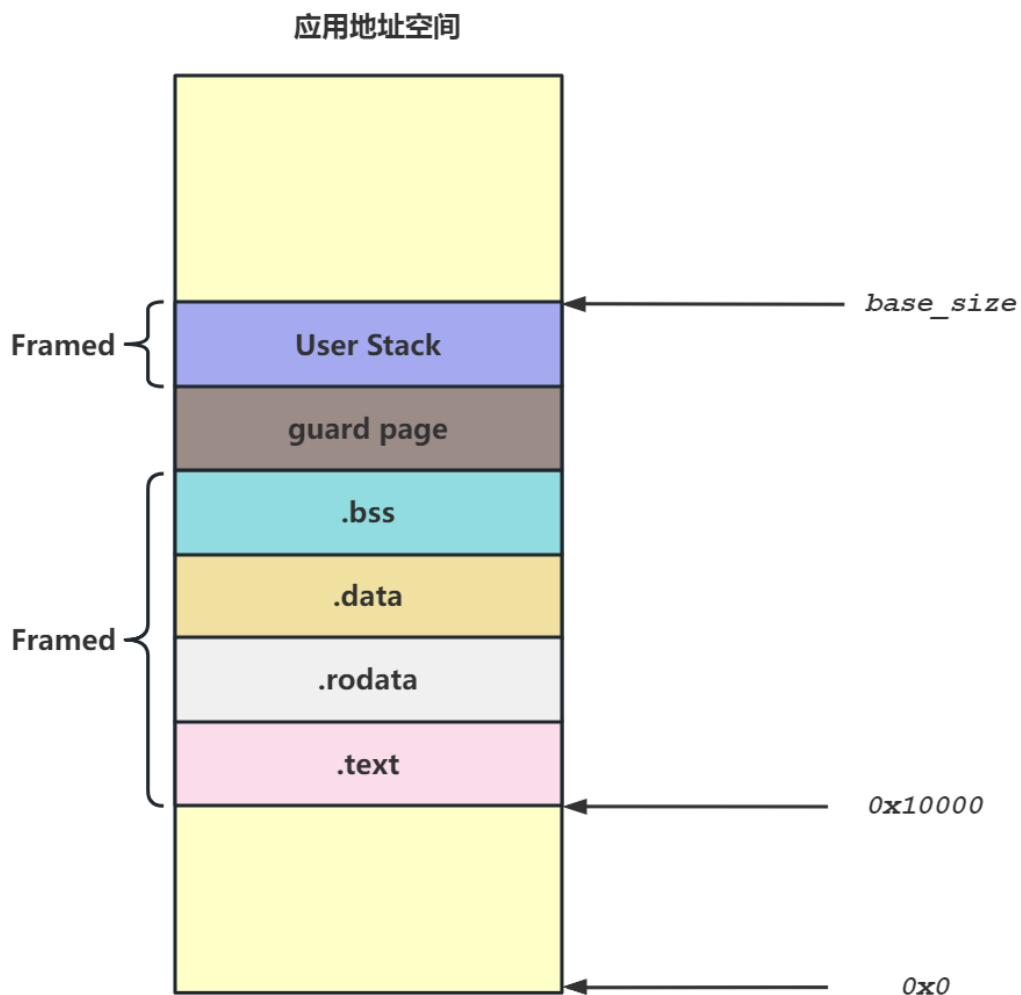 应用地址空间
base_size
Framed
User Stack
guard page
.bss
.data
Framed
.rodata
.text
0x10000
0x0